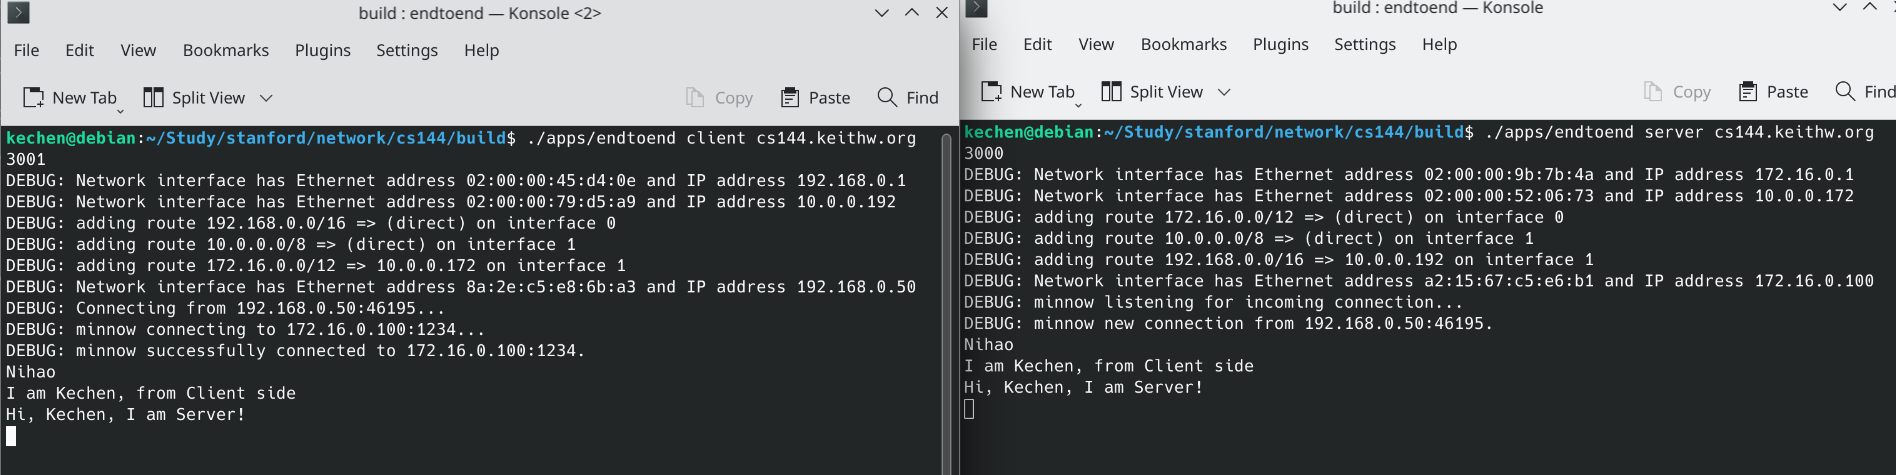 build : endtoend — Konsole <2>
File Edit View Bookmarks Plugins Settings Help
New Tab Split View Copy Paste Find
kechen@debian:~/Study/stanford/network/cs144/build$ ./apps/endtoend client cs144.keithw.org
3001
DEBUG: Network interface has Ethernet address 02:00:00:45:d4:0e and IP address 192.168.0.1
DEBUG: Network interface has Ethernet address 02:00:00:79:d5:a9 and IP address 10.0.0.192
DEBUG: adding route 192.168.0.0/16 => (direct) on interface 0
DEBUG: adding route 10.0.0.0/8 => (direct) on interface 1
DEBUG: adding route 172.16.0.0/12 => 10.0.0.172 on interface 1
DEBUG: Network interface has Ethernet address 8a:2e:c5:e8:6b:a3 and IP address 192.168.0.50
DEBUG: Connecting from 192.168.0.50:46195...
DEBUG: minnow connecting to 172.16.0.100:1234...
DEBUG: minnow successfully connected to 172.16.0.100:1234.
Nihao
I am Kechen, from Client side
Hi, Kechen, I am Server!
build : endtoend — Konsole
File Edit View Bookmarks Plugins Settings Help
New Tab Split View Copy Paste Find
kechen@debian:~/Study/stanford/network/cs144/build$ ./apps/endtoend server cs144.keithw.org
3000
DEBUG: Network interface has Ethernet address 02:00:00:9b:7b:4a and IP address 172.16.0.1
DEBUG: Network interface has Ethernet address 02:00:00:52:06:73 and IP address 10.0.0.172
DEBUG: adding route 172.16.0.0/12 => (direct) on interface 0
DEBUG: adding route 10.0.0.0/8 => (direct) on interface 1
DEBUG: adding route 192.168.0.0/16 => 10.0.0.192 on interface 1
DEBUG: Network interface has Ethernet address a2:15:67:c5:e6:b1 and IP address 172.16.0.100
DEBUG: minnow listening for incoming connection...
DEBUG: minnow new connection from 192.168.0.50:46195.
Nihao
I am Kechen, from Client side
Hi, Kechen, I am Server!